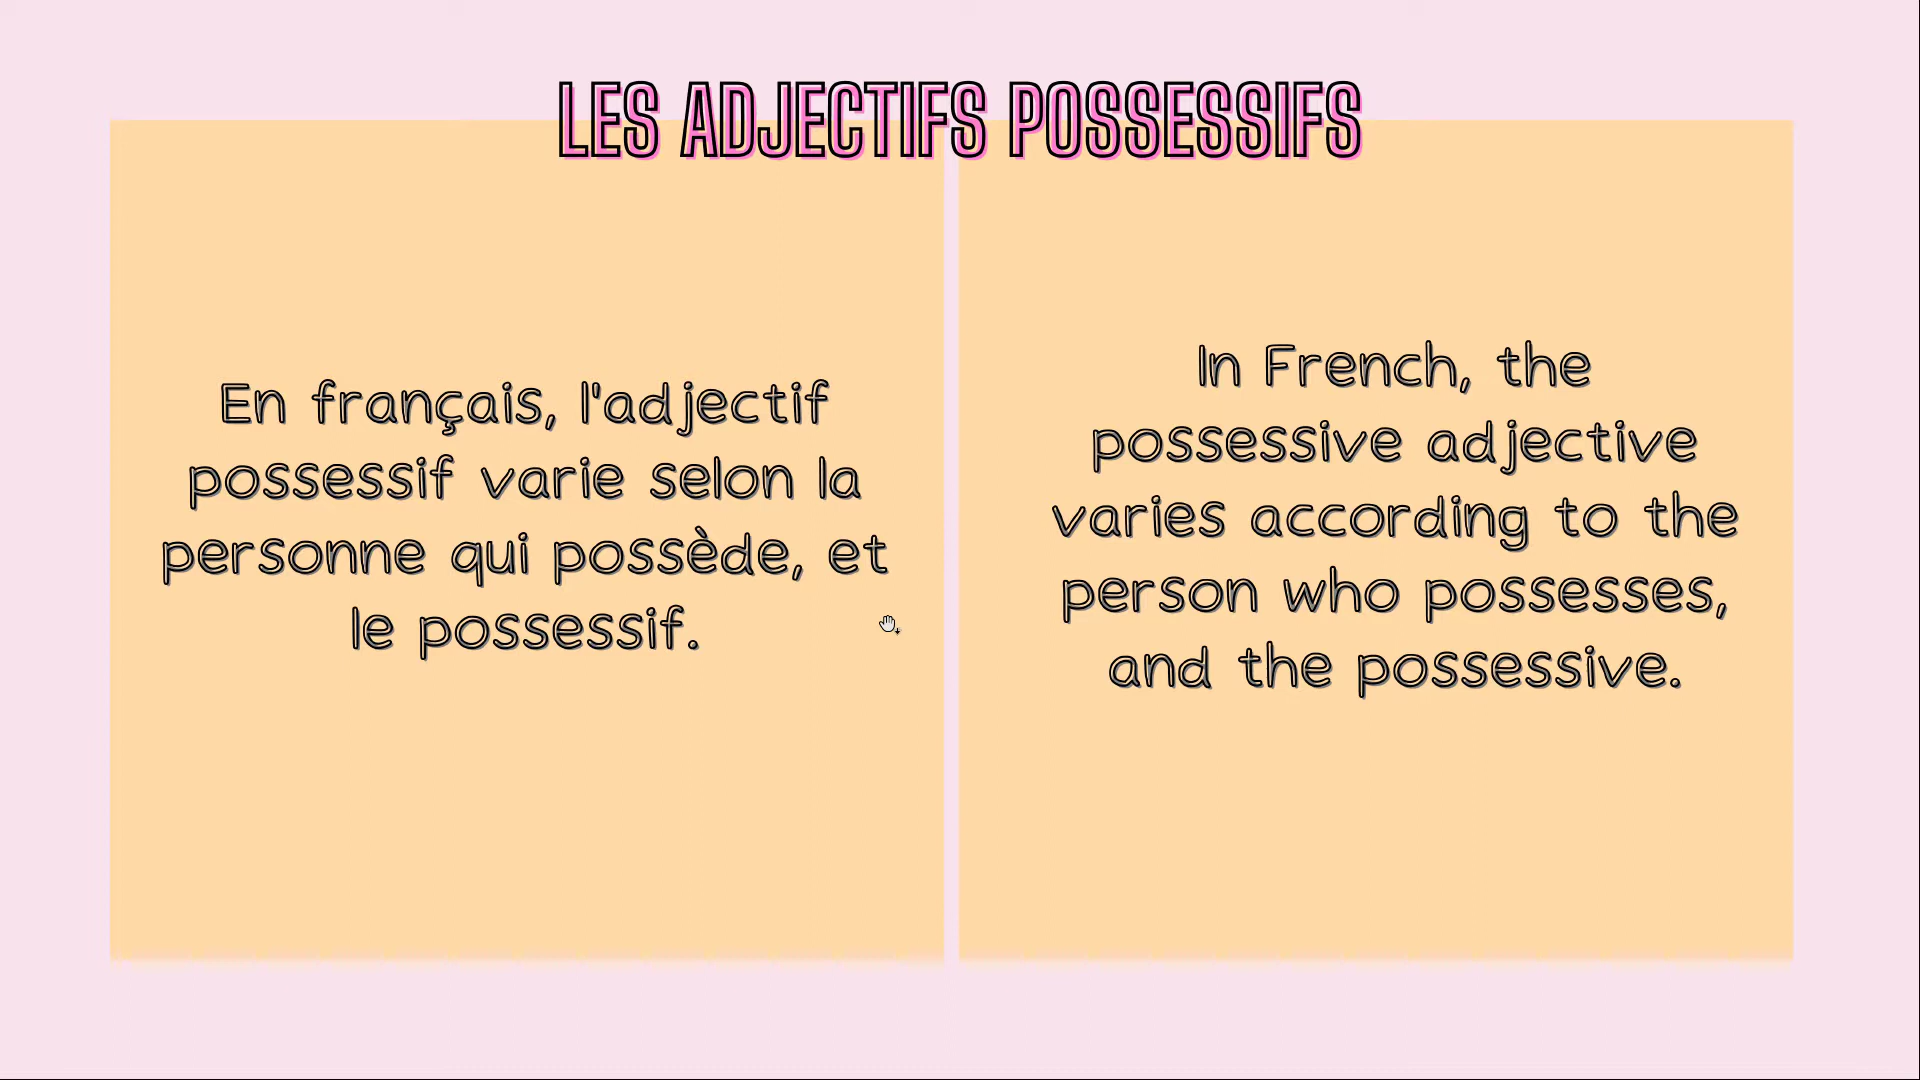 LES ADJECTIFS POSSESSIFS
En français, l'adjectif
possessif varie selon la
personne qui possède, et
le possessif.
In French, the
possessive adjective
varies according to the
person who possesses,
and the possessive.